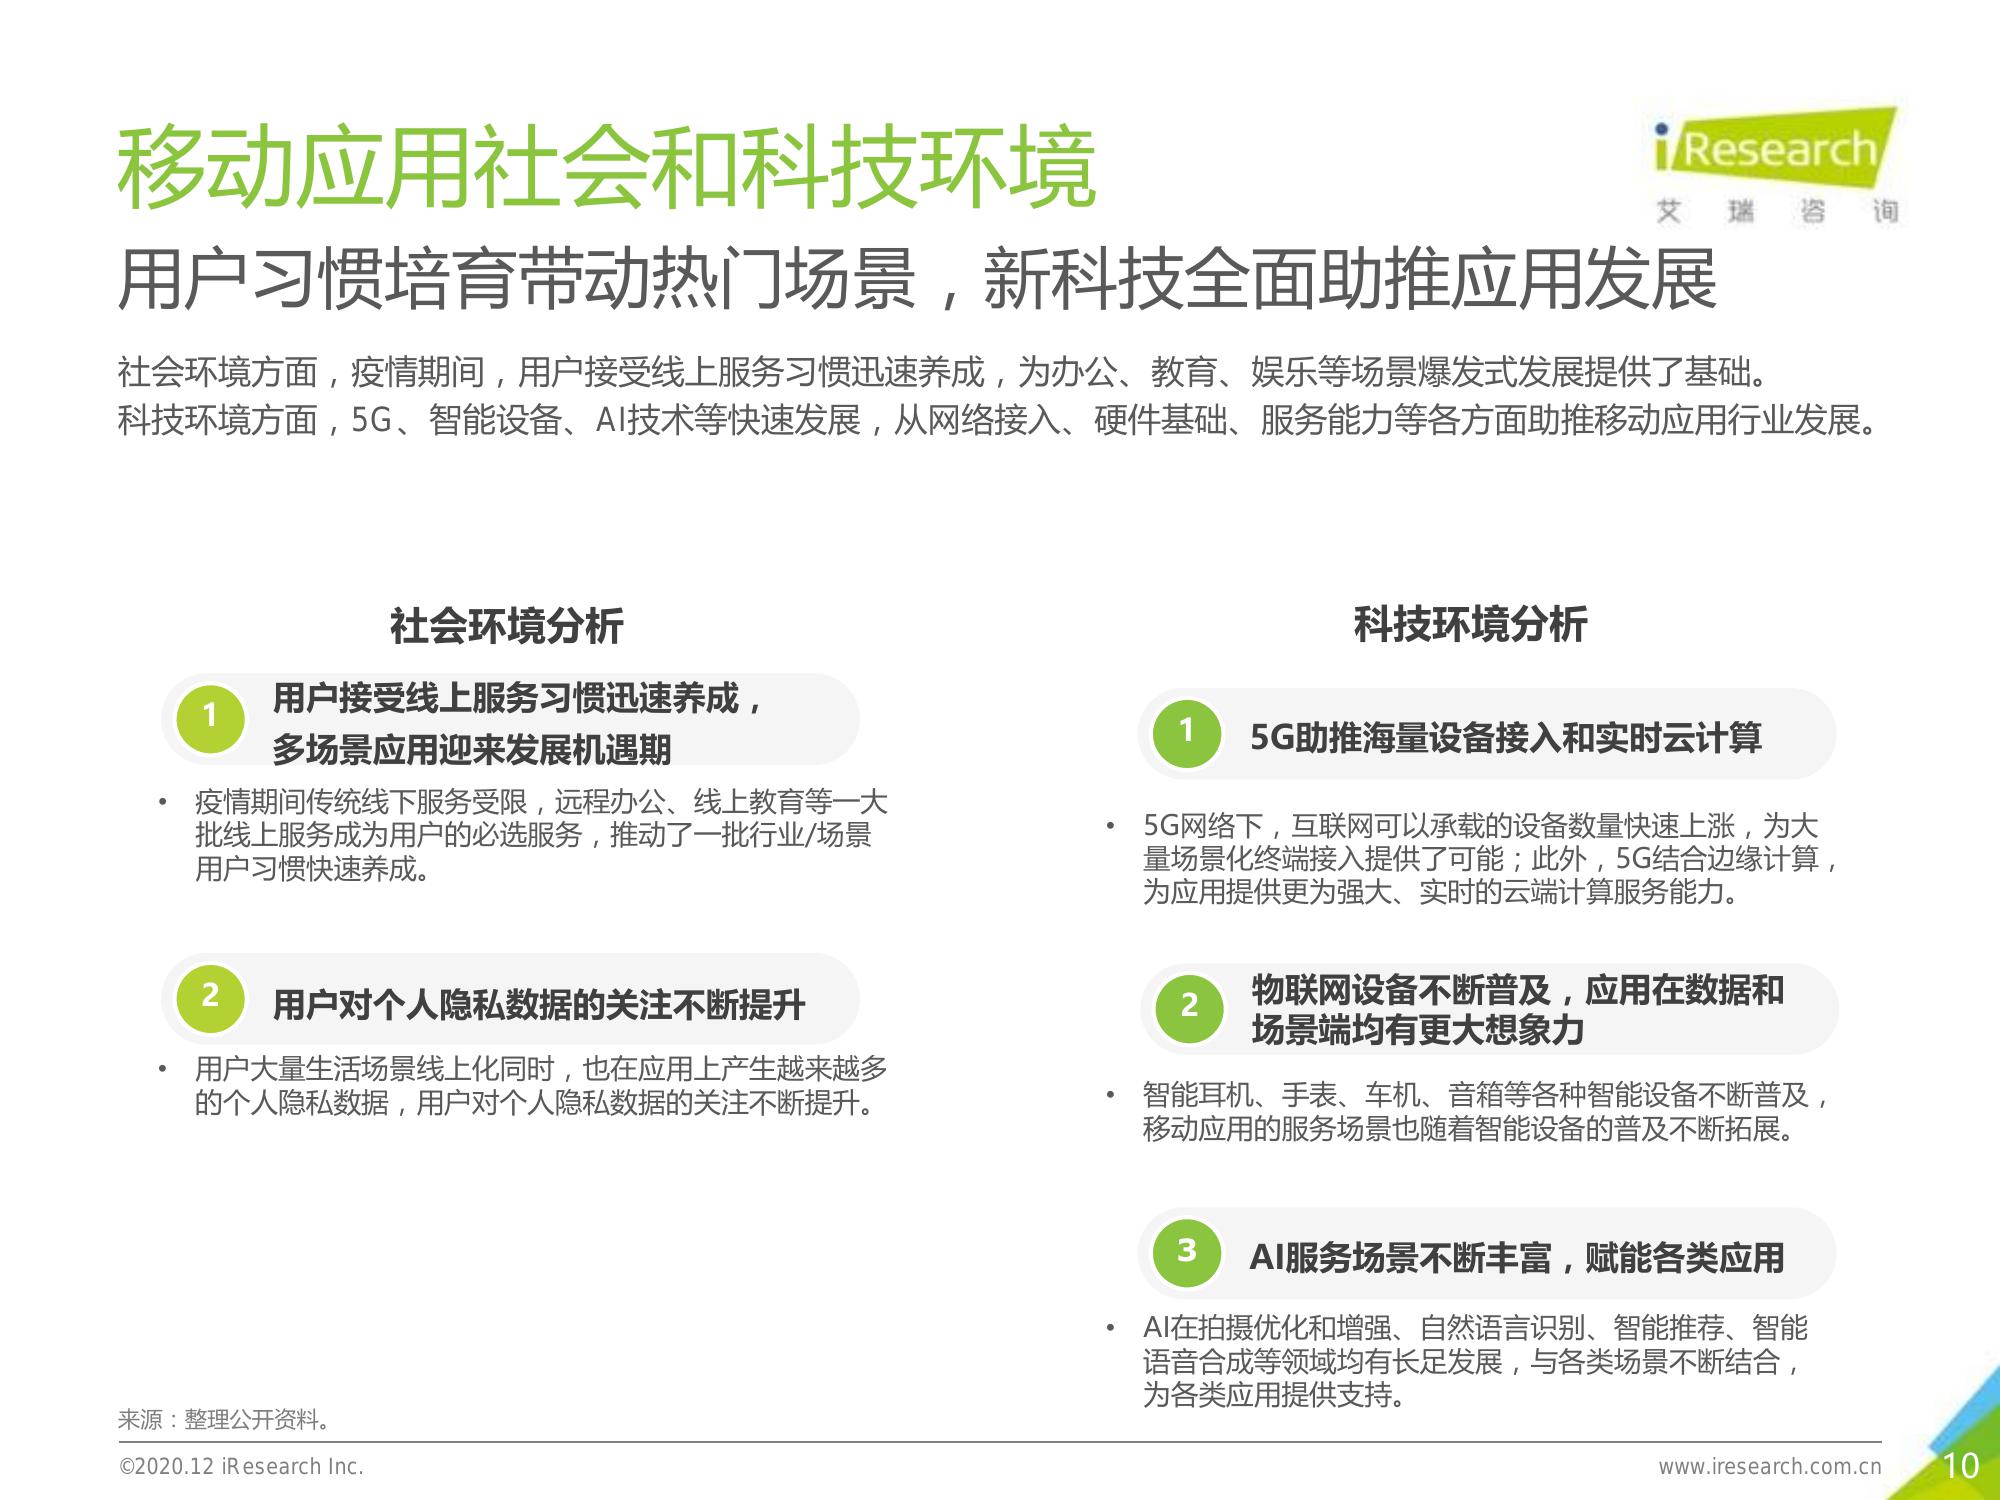 移动应用社会和科技环境
iResearch
艾瑞咨询
用户习惯培育带动热门场景，新科技全面助推应用发展
社会环境方面，疫情期间，用户接受线上服务习惯迅速养成，为办公、教育、娱乐等场景爆发式发展提供了基础。
科技环境方面，5G、智能设备、AI技术等快速发展，从网络接入、硬件基础、服务能力等各方面助推移动应用行业发展。
社会环境分析
1
用户接受线上服务习惯迅速养成，
多场景应用迎来发展机遇期
• 疫情期间传统线下服务受限，远程办公、线上教育等一大
批线上服务成为用户的必选服务，推动了一批行业/场景
用户习惯快速养成。
2
用户对个人隐私数据的关注不断提升
• 用户大量生活场景线上化同时，也在应用上产生越来越多
的个人隐私数据，用户对个人隐私数据的关注不断提升。
科技环境分析
1
5G助推海量设备接入和实时云计算
• 5G网络下，互联网可以承载的设备数量快速上涨，为大
量场景化终端接入提供了可能；此外，5G结合边缘计算，
为应用提供更为强大、实时的云端计算服务能力。
2
物联网设备不断普及，应用在数据和
场景端均有更大想象力
• 智能耳机、手表、车机、音箱等各种智能设备不断普及，
移动应用的服务场景也随着智能设备的普及不断拓展。
3
AI服务场景不断丰富，赋能各类应用
• AI在拍摄优化和增强、自然语言识别、智能推荐、智能
语音合成等领域均有长足发展，与各类场景不断结合，
为各类应用提供支持。
来源：整理公开资料。
©2020.12 iResearch Inc.
www.iresearch.com.cn
10